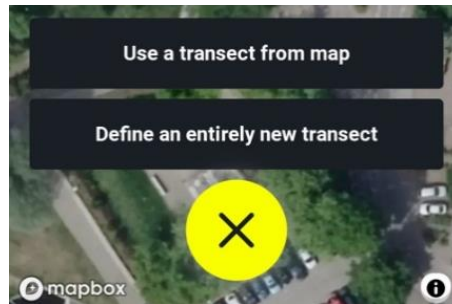 Use a transect from map
Define an entirely new transect
mapbox